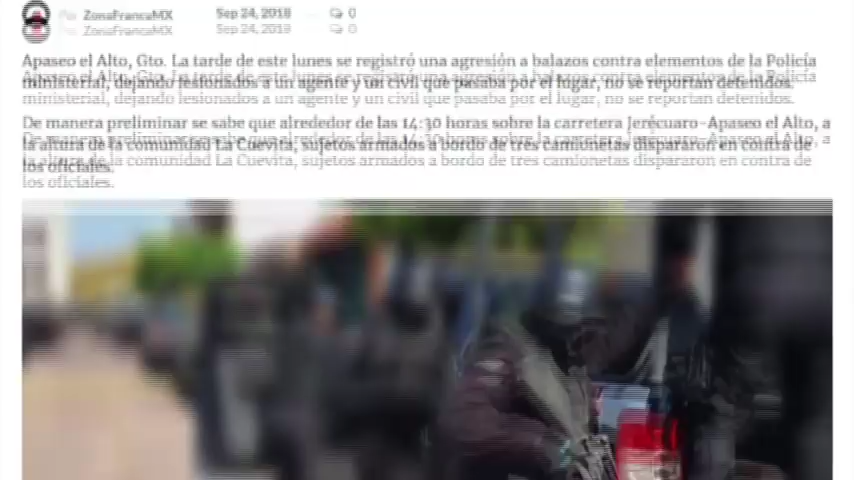 Por ZonaFrancaMX Sep 24, 2018 0
Apaseo el Alto, Gto. La tarde de este lunes se registró una agresión a balazos contra elementos de la Policía
ministerial, dejando lesionados a un agente y un civil que pasaba por el lugar, no se reportan detenidos.
De manera preliminar se sabe que alrededor de las 14:30 horas sobre la carretera Jerécuaro-Apaseo el Alto, a
la altura de la comunidad La Cuevita, sujetos armados a bordo de tres camionetas dispararon en contra de
los oficiales.